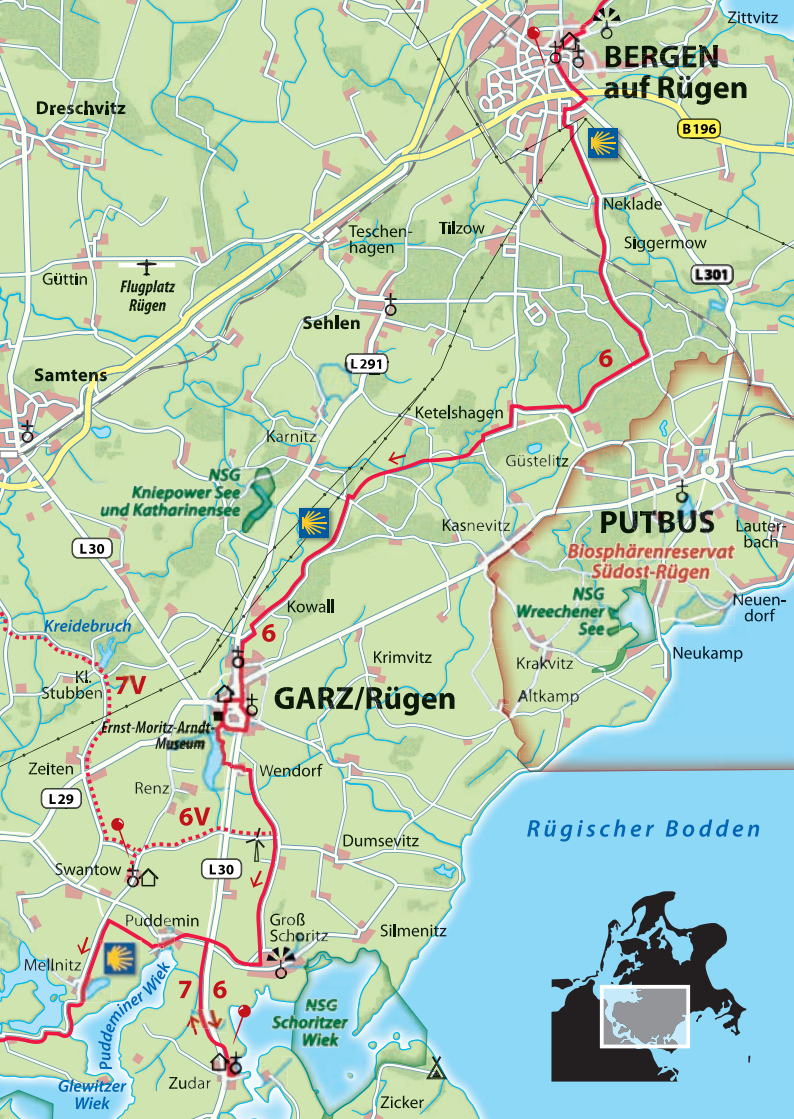 Zittvitz
BERGEN
auf Rügen
Dreschvitz
B 196
Neklade
Teschen-
hagen
Tilzow
Siggermow
L301
Güttin
Flugplatz
Rügen
Sehlen
6
L 291
Samtens
Ketelshagen
Karnitz
Güstelitz
NSG
Kniepower See
und Katharinensee
Kasnevitz
PUTBUS
Lauter-
bach
L30
Biosphärenreservat
Südost-Rügen
NSG
Wreechener
See
Neuen-
dorf
Kowall
6
Kreidebruch
Krimvitz
Krakvitz
Neukamp
Kl.
Stubben
7V
GARZ/Rügen
Altkamp
Ernst-Moritz-Arndt-
Museum
Zeiten
Wendorf
Renz
L 29
6V
Rügischer Bodden
Dumsevitz
Swantow
L30
Puddemin
Groß
Schoritz
Silmenitz
Mellnitz
7
6
Puddeminer Wiek
NSG
Schoritzer
Wiek
Glewitzer
Wiek
Zudar
Zicker